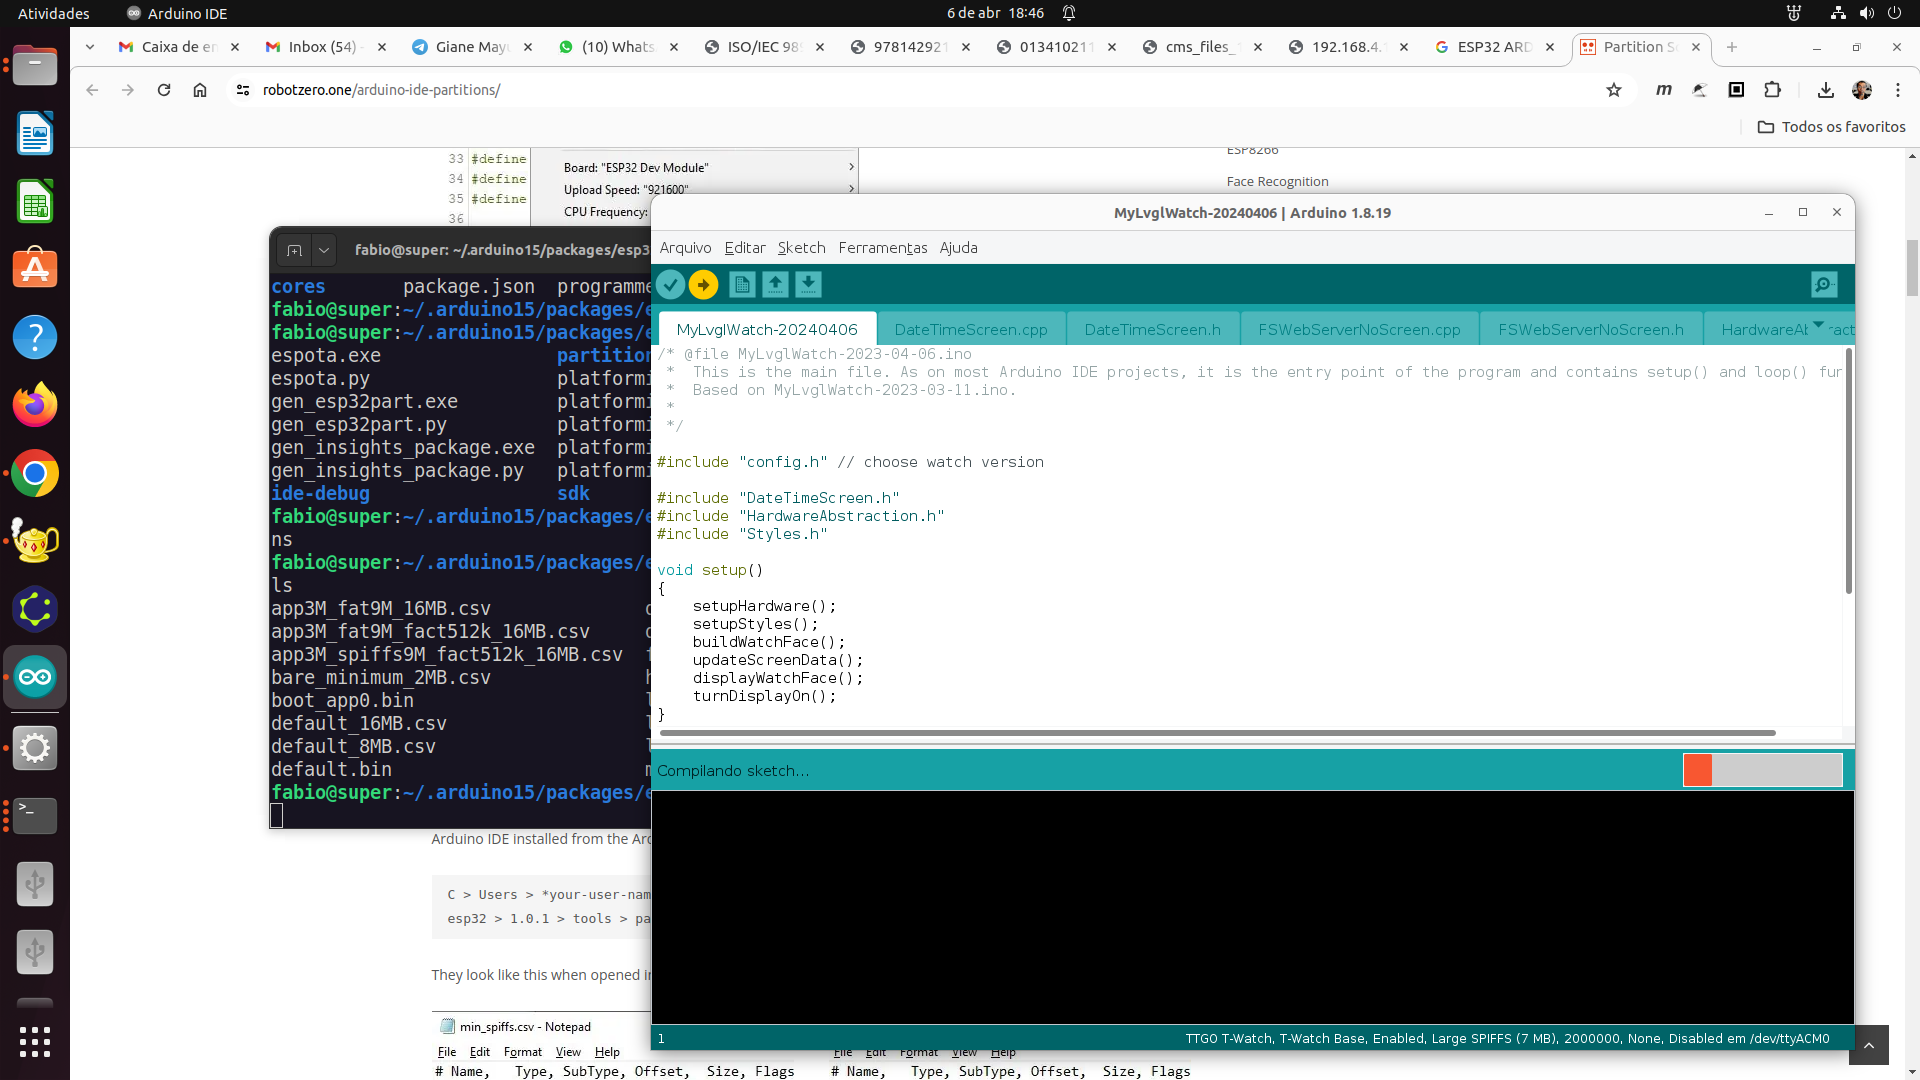 Atividades
Arduino IDE
6 de abr 18:46
Caixa de en
Inbox (54) -
Giane Mayu
(10) Whats
ISO/IEC 989
978142921
013410211
cms_files_1
192.168.4.1
ESP32 ARD
Partition Sc
robotzero.one/arduino-ide-partitions/
Todos os favoritos
33 #define
34 #define
35 #define
36
Board: "ESP32 Dev Module"
Upload Speed: "921600"
CPU Frequency:
ESP8266
Face Recognition
fabio@super: ~/.arduino15/packages/esp3
cores package.json programme
fabio@super:~/.arduino15/packages/e
fabio@super:~/.arduino15/packages/e
espota.exe partition
espota.py platformi
gen_esp32part.exe platformi
gen_esp32part.py platformi
gen_insights_package.exe platformi
gen_insights_package.py platformi
ide-debug sdk
fabio@super:~/.arduino15/packages/e
ns
fabio@super:~/.arduino15/packages/e
ls
app3M_fat9M_16MB.csv
app3M_fat9M_fact512k_16MB.csv
app3M_spiffs9M_fact512k_16MB.csv
bare_minimum_2MB.csv
boot_app0.bin
default_16MB.csv
default_8MB.csv
default.bin
fabio@super:~/.arduino15/packages/e
MyLvglWatch-20240406 | Arduino 1.8.19
Arquivo Editar Sketch Ferramentas Ajuda
MyLvglWatch-20240406
DateTimeScreen.cpp
DateTimeScreen.h
FSWebServerNoScreen.cpp
FSWebServerNoScreen.h
/* @file MyLvglWatch-2023-04-06.ino
* This is the main file. As on most Arduino IDE projects, it is the entry point of the program and contains setup() and loop() fur
* Based on MyLvglWatch-2023-03-11.ino.
*
*/
#include "config.h" // choose watch version
#include "DateTimeScreen.h"
#include "HardwareAbstraction.h"
#include "Styles.h"
void setup()
{
setupHardware();
setupStyles();
buildWatchFace();
updateScreenData();
displayWatchFace();
turnDisplayOn();
}
Compilando sketch...
1
TTGO T-Watch, T-Watch Base, Enabled, Large SPIFFS (7 MB), 2000000, None, Disabled em /dev/ttyACM0
Arduino IDE installed from the Ard
C > Users > *your-user-nam
esp32 > 1.0.1 > tools > pa
They look like this when opened in
min_spiffs.csv - Notepad
File Edit Format View Help
File Edit Format View Help
# Name, Type, SubType, Offset, Size, Flags
# Name, Type, SubType, Offset, Size, Flags